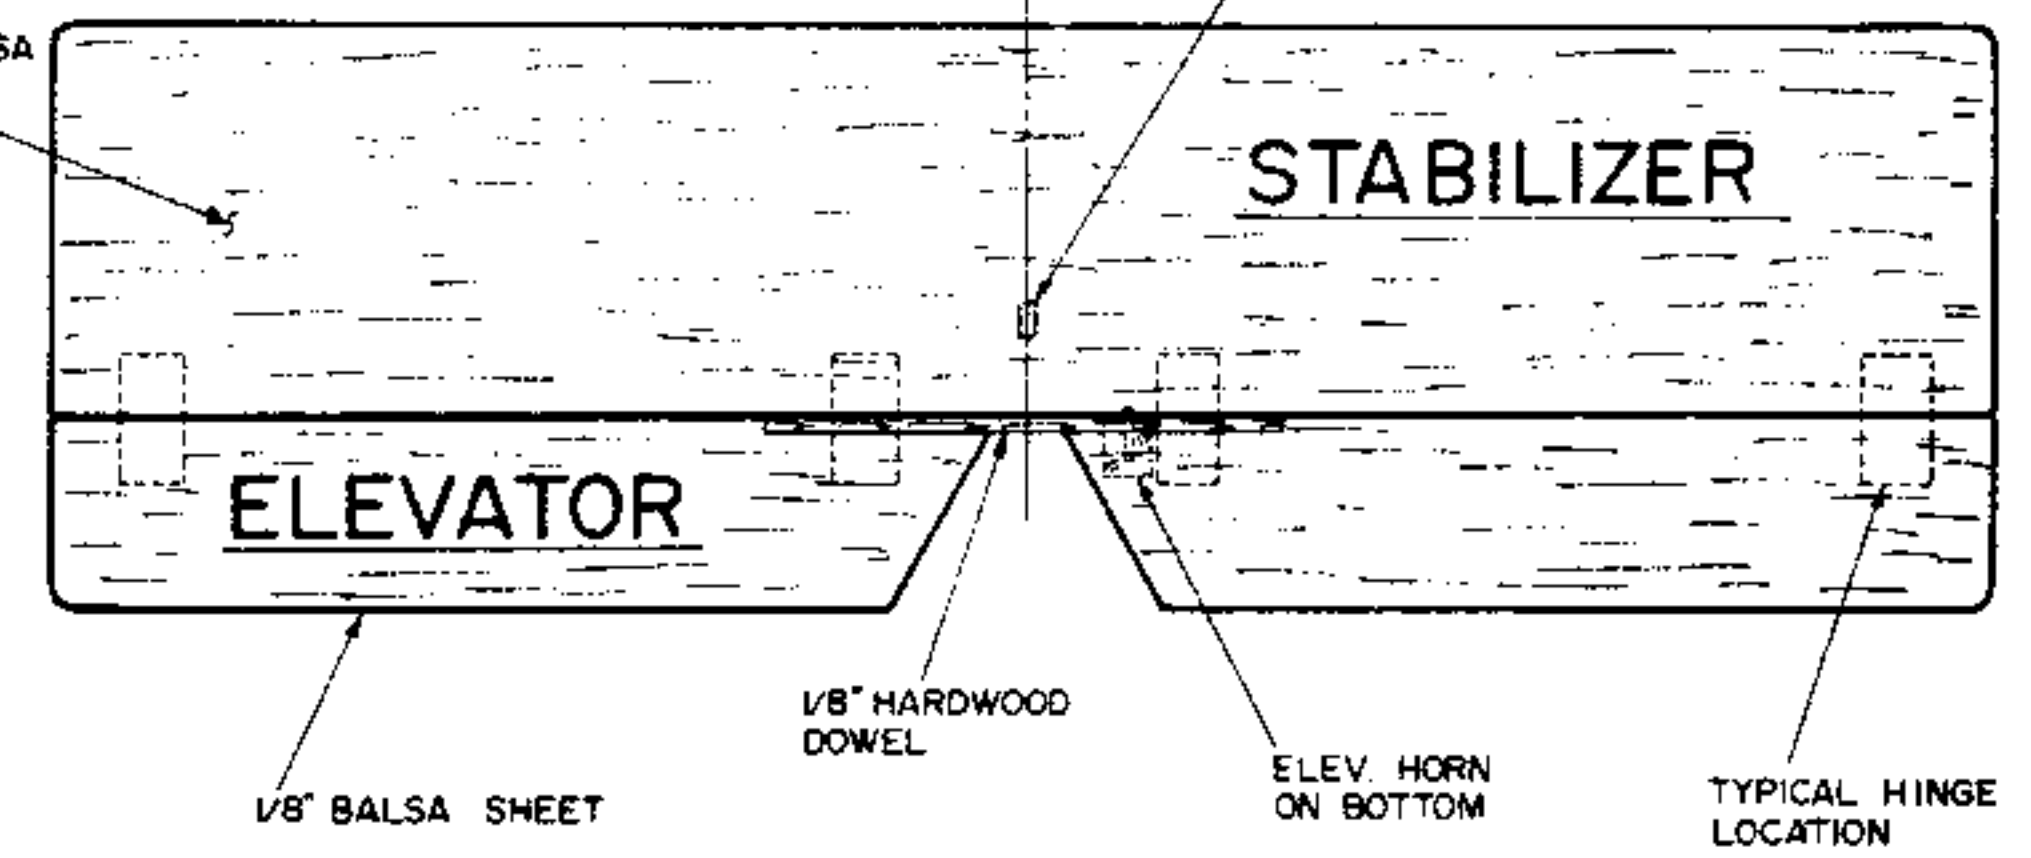 SA
STABILIZER
ELEVATOR
1/8" HARDWOOD
DOWEL
1/8" BALSA SHEET
ELEV. HORN
ON BOTTOM
TYPICAL HINGE
LOCATION